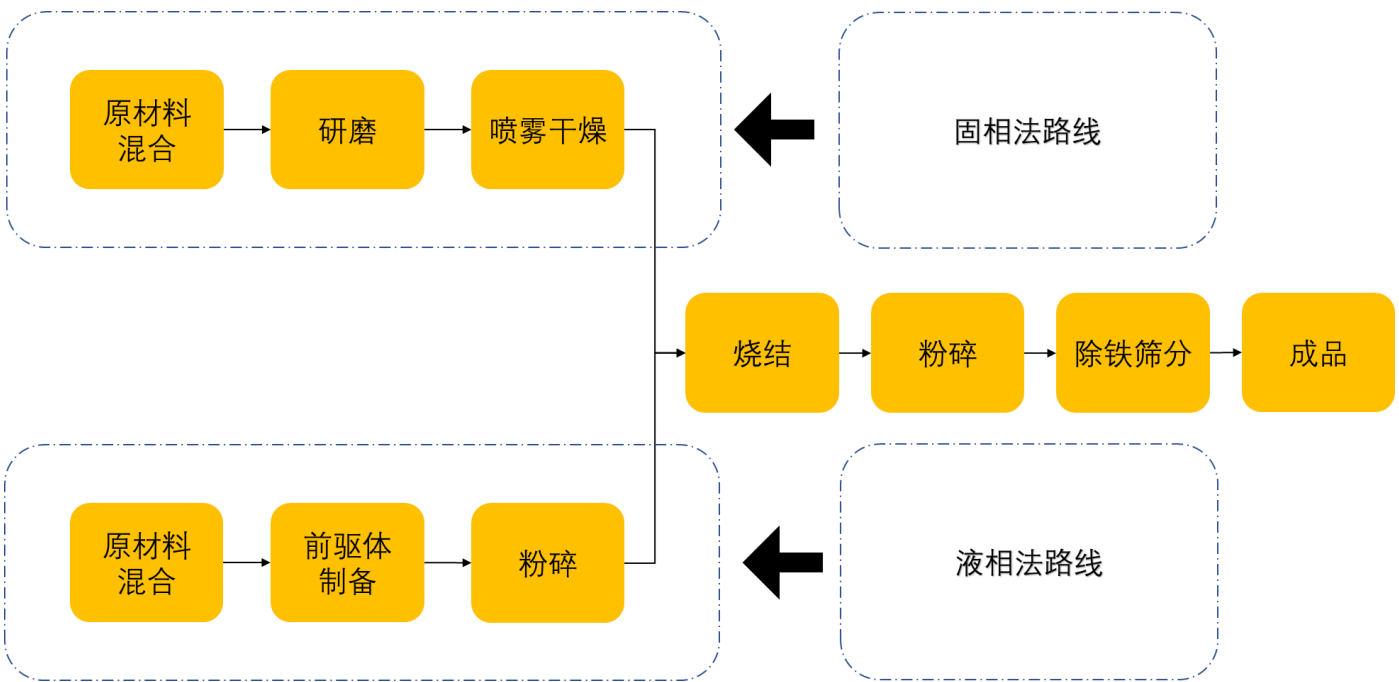 原材料
混合
研磨
喷雾干燥
固相法路线
烧结
粉碎
除铁筛分
成品
原材料
混合
前驱体
制备
粉碎
液相法路线